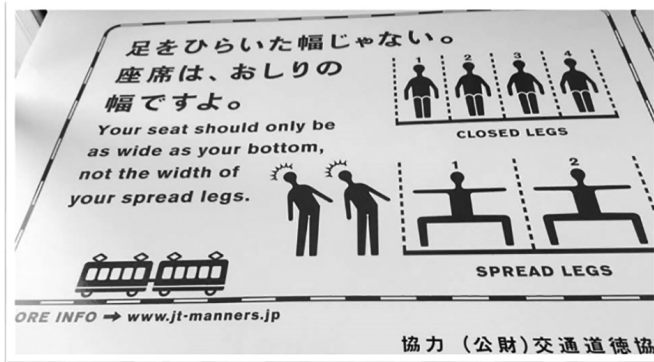 足をひらいた幅じゃない。
座席は、おしりの
幅ですよ。
Your seat should only be
as wide as your bottom,
not the width of
your spread legs.
1 2 3 4
CLOSED LEGS
1 2
SPREAD LEGS
ORE INFO ➔ www.jt-manners.jp
協力 (公財)交通道徳協